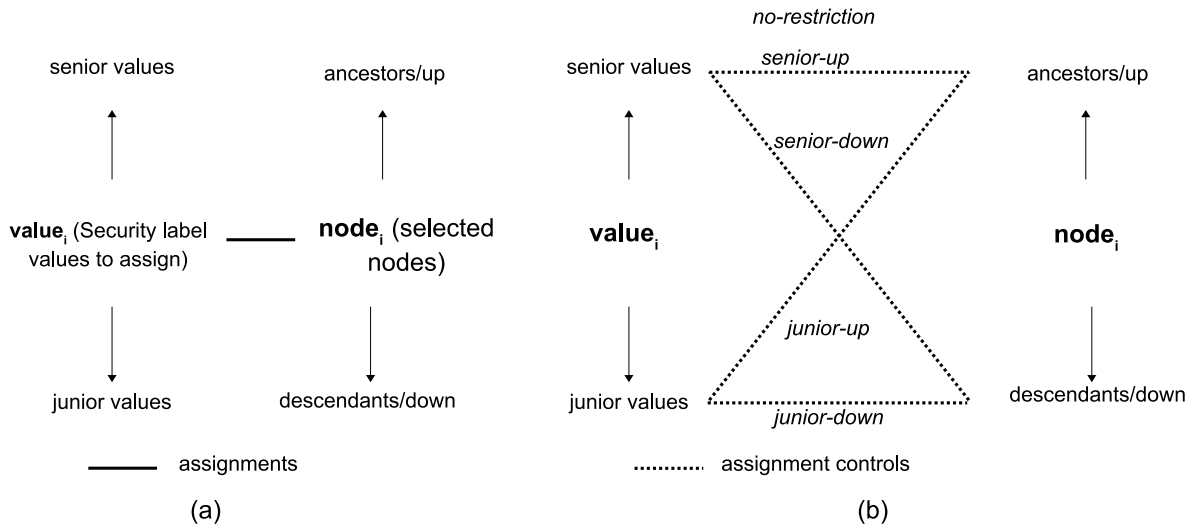 no-restriction
senior values
ancestors/up
senior values
senior-up
ancestors/up
senior-down
value_i (Security label
values to assign)
node_i (selected
nodes)
value_i
node_i
junior-up
junior values
descendants/down
junior values
junior-down
descendants/down
assignments
assignment controls
(a)
(b)